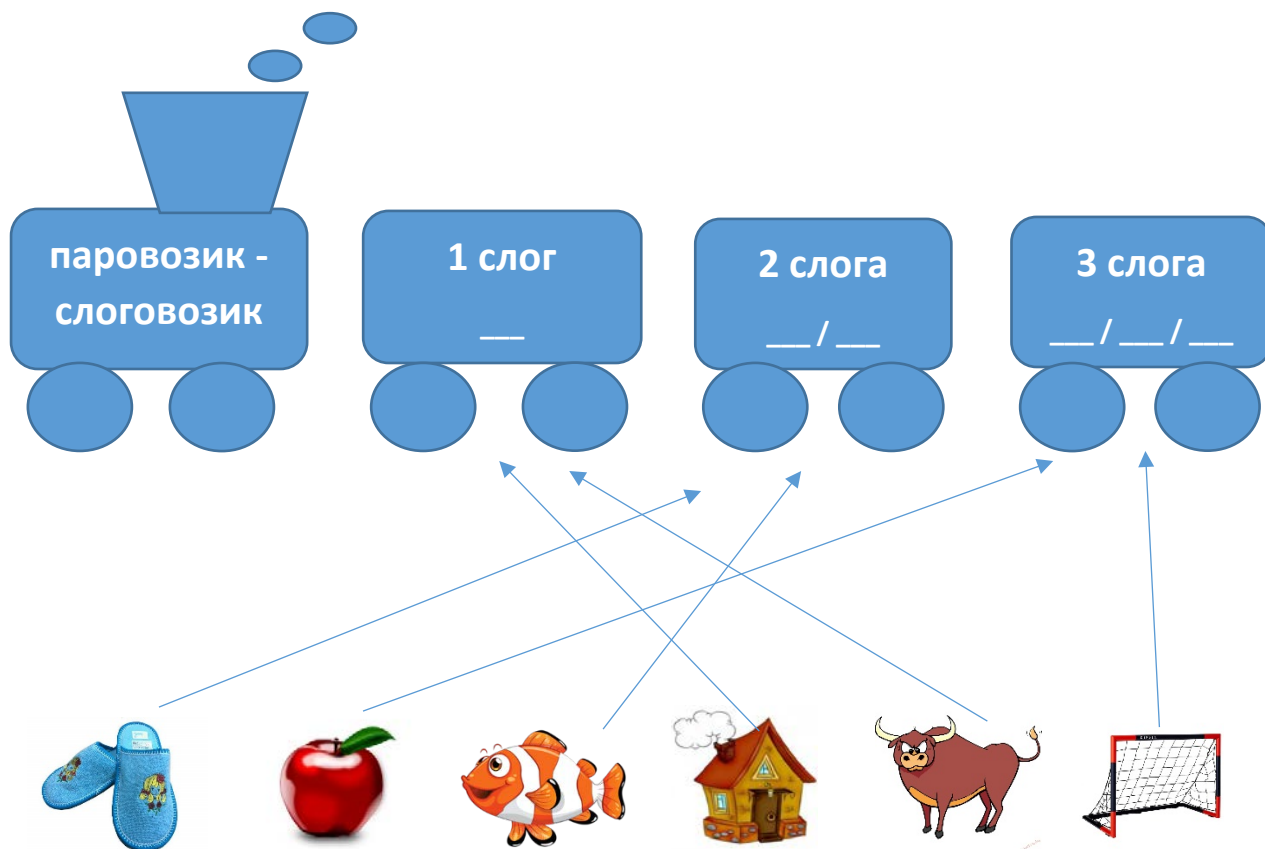 паровозик -
слоговозик
1 слог
___
2 слога
___ / ___
3 слога
___ / ___ / ___